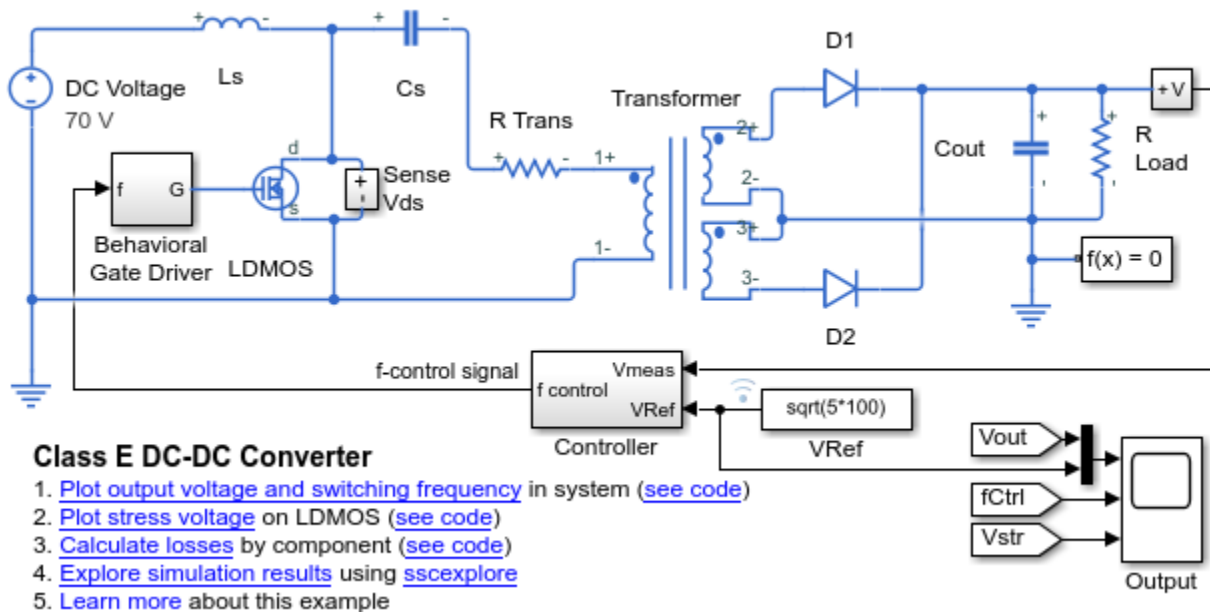 + -
+ -
D1
Ls
Cs
DC Voltage
70 V
Transformer
+V
R Trans
2+
+ +
R
Load
Cout
d
+ -
1+
Sense
Vds
+
-
f G
2-
- -
s
3+
Behavioral
Gate Driver
LDMOS
1-
f(x) = 0
3-
D2
f-control signal
Vmeas
f control
VRef
sqrt(5*100)
Controller
VRef
Vout
fCtrl
Vstr
Output
Class E DC-DC Converter
1. Plot output voltage and switching frequency in system (see code)
2. Plot stress voltage on LDMOS (see code)
3. Calculate losses by component (see code)
4. Explore simulation results using sscexplore
5. Learn more about this example